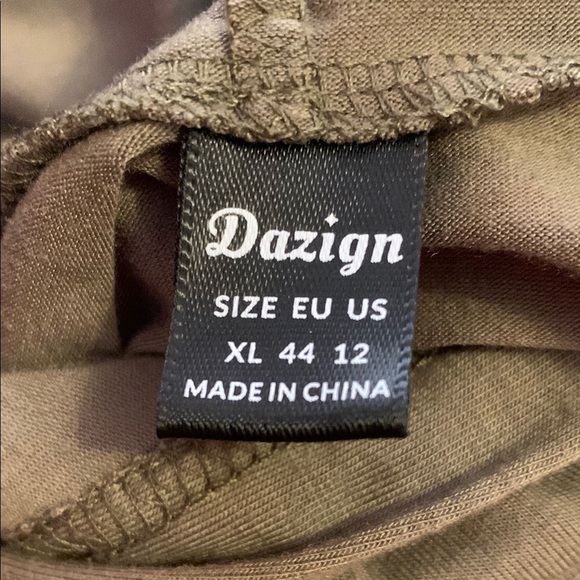 Dazign
SIZE EU US
XL 44 12
MADE IN CHINA